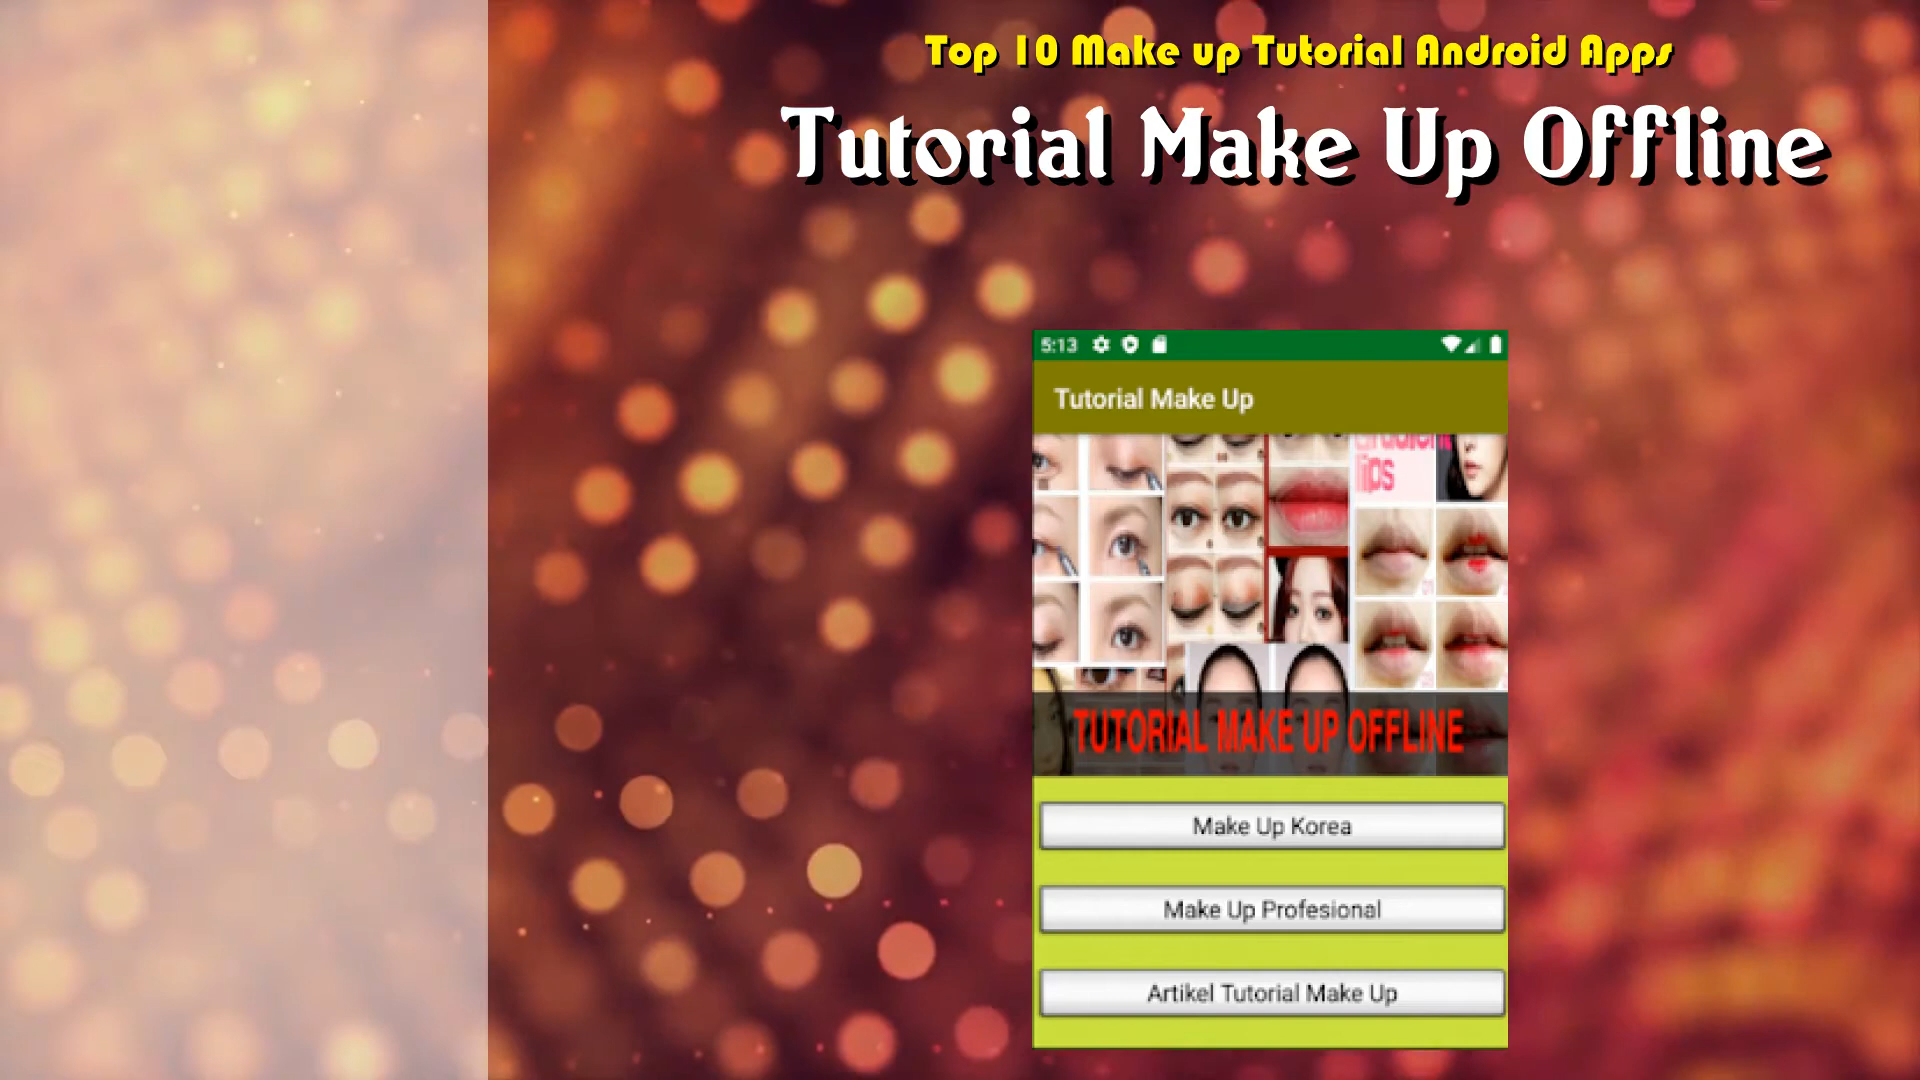 Top 10 Make up Tutorial Android Apps
Tutorial Make Up Offline
5:13
Tutorial Make Up
lips
TUTORIAL MAKE UP OFFLINE
Make Up Korea
Make Up Profesional
Artikel Tutorial Make Up